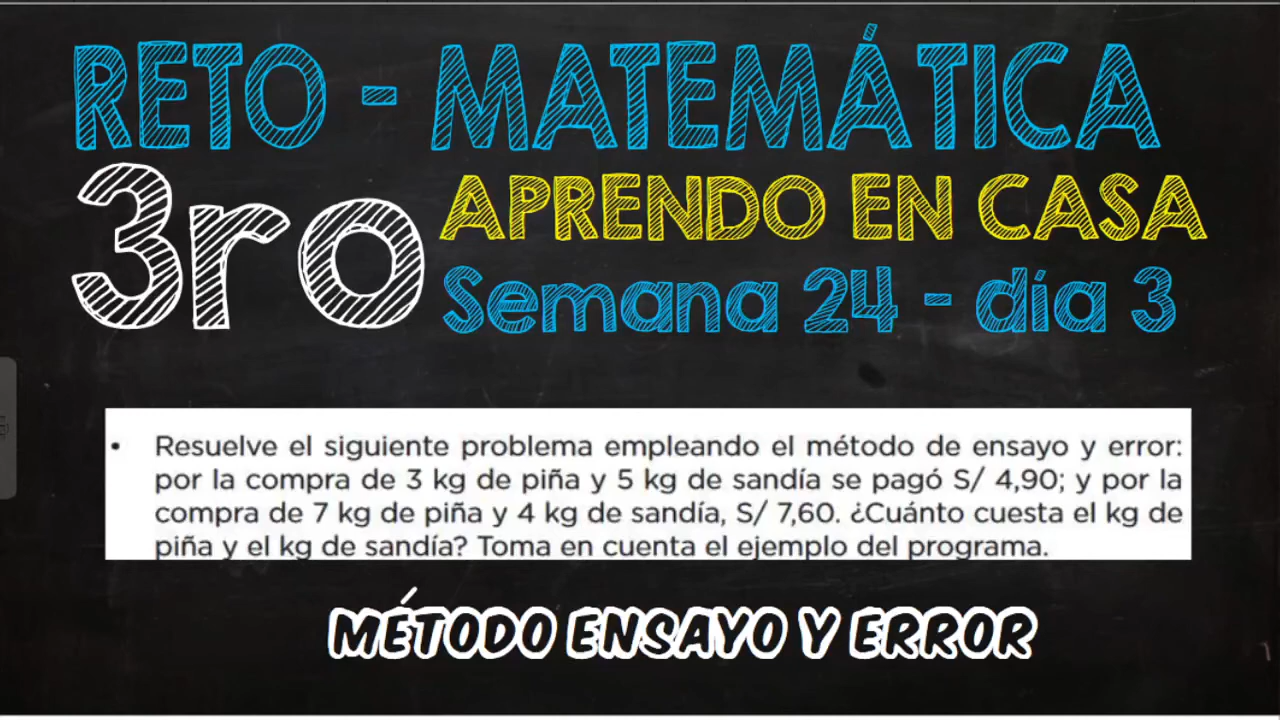 RETO - MATEMÁTICA
3ro
APRENDO EN CASA
Semana 24 - día 3
• Resuelve el siguiente problema empleando el método de ensayo y error:
por la compra de 3 kg de piña y 5 kg de sandía se pagó S/ 4,90; y por la
compra de 7 kg de piña y 4 kg de sandía, S/ 7,60. ¿Cuánto cuesta el kg de
piña y el kg de sandía? Toma en cuenta el ejemplo del programa.
MÉTODO ENSAYO Y ERROR